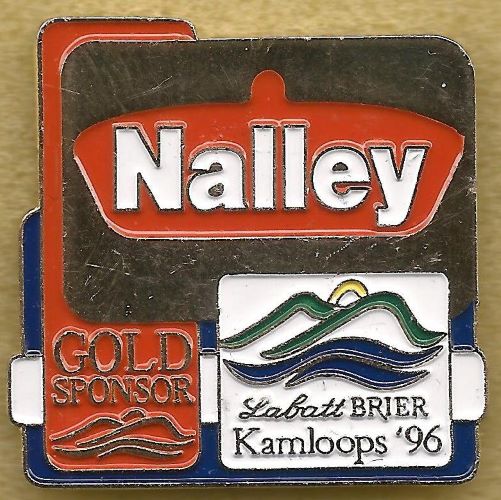 Nalley
GOLD
SPONSOR
Labatt BRIER
Kamloops '96